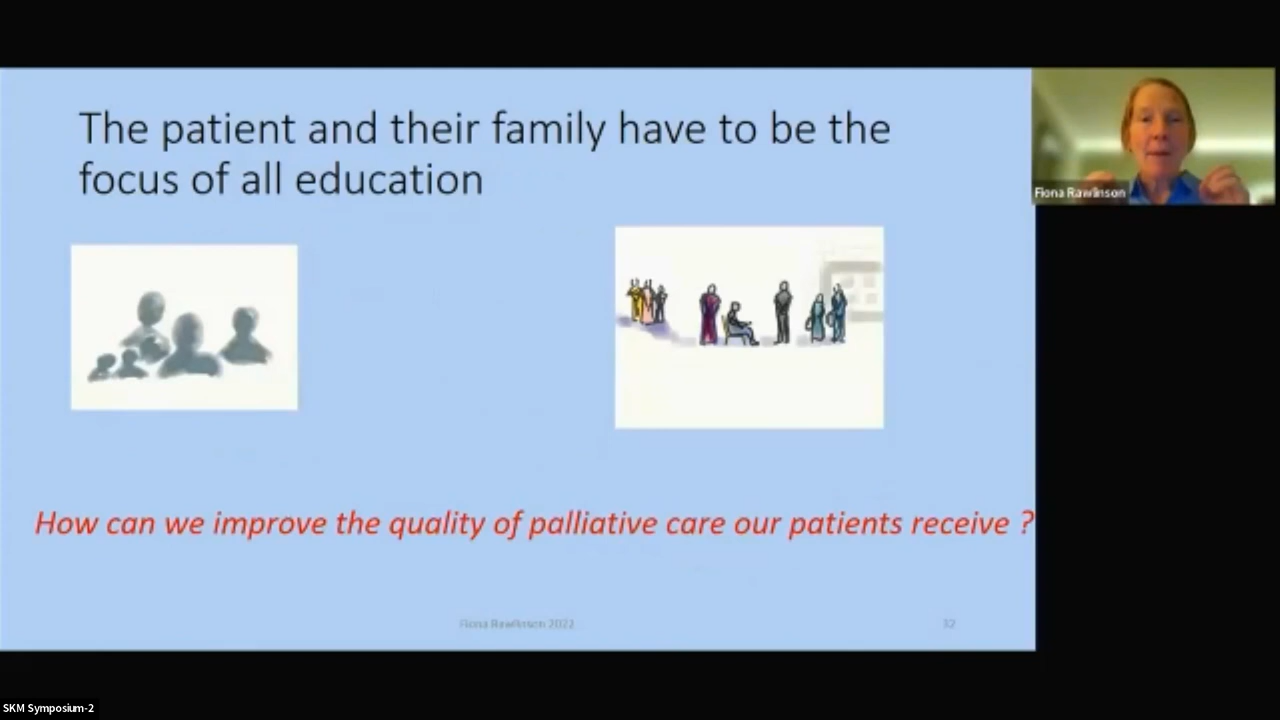 The patient and their family have to be the
focus of all education
Fiona Rawlinson
How can we improve the quality of palliative care our patients receive ?
Fiona Rawlinson 2022
32
SKM Symposium-2